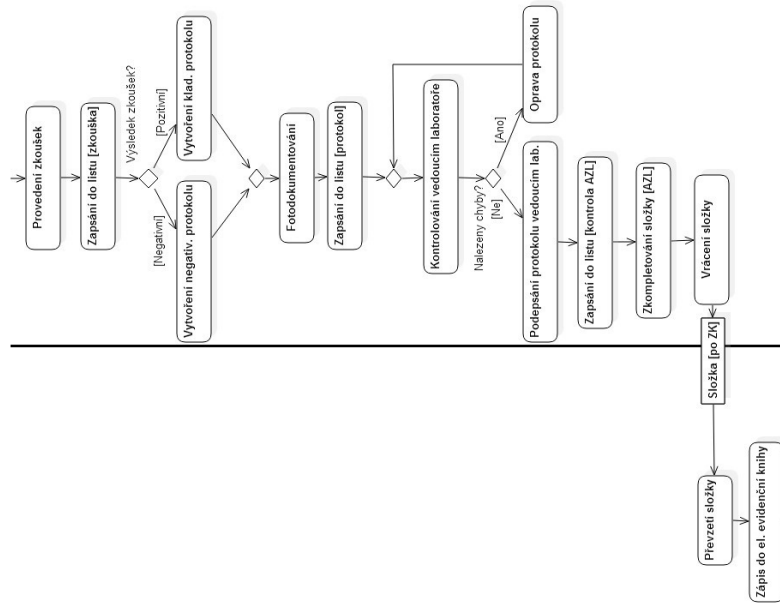 Provedení zkoušek
Zapsání do listu [zkouška]
Výsledek zkoušek?
[Pozitivní]
[Negativní]
Vytvoření klad. protokolu
Vytvoření negativ. protokolu
Fotodokumentování
Zapsání do listu [protokol]
Kontrolování vedoucím laboratoře
Nalezeny chyby?
[Ano]
[Ne]
Oprava protokolu
Podepsání protokolu vedoucím lab.
Zapsání do listu [kontrola AZL]
Zkompletování složky [AZL]
Vrácení složky
Složka [po ZK]
Převzetí složky
Zápis do el. evidenční knihy